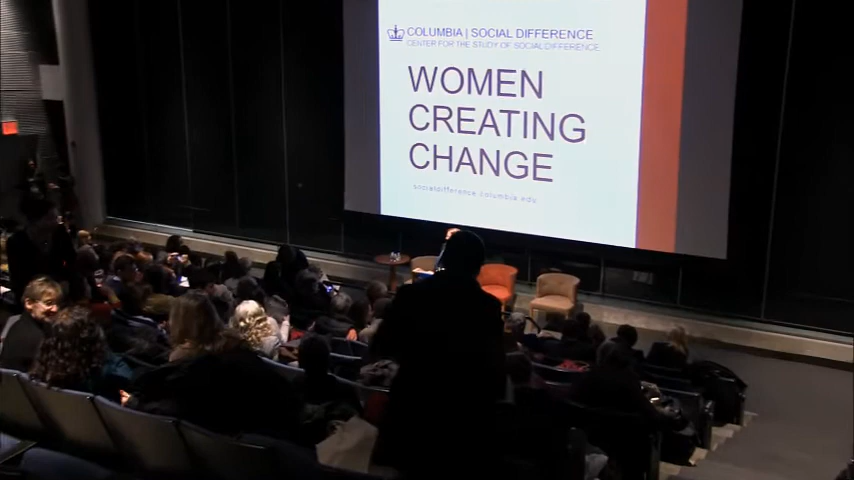 COLUMBIA | SOCIAL DIFFERENCE
CENTER FOR THE STUDY OF SOCIAL DIFFERENCE
WOMEN
CREATING
CHANGE
socialdifference.columbia.edu